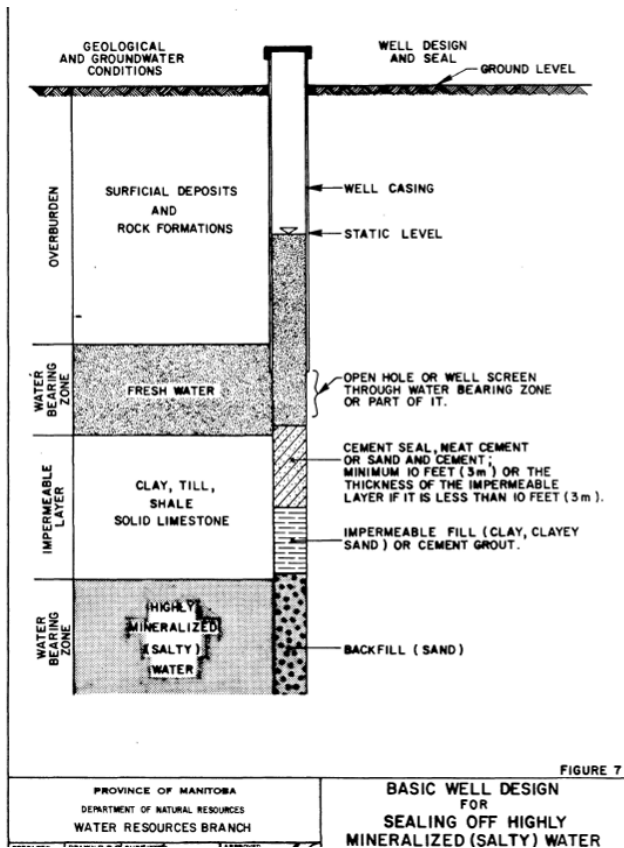 GEOLOGICAL
AND GROUNDWATER
CONDITIONS
WELL DESIGN
AND SEAL
GROUND LEVEL
OVERBURDEN
SURFICIAL DEPOSITS
AND
ROCK FORMATIONS
WELL CASING
STATIC LEVEL
WATER
BEARING
ZONE
FRESH WATER
OPEN HOLE OR WELL SCREEN
THROUGH WATER BEARING ZONE
OR PART OF IT.
IMPERMEABLE
LAYER
CLAY, TILL,
SHALE
SOLID LIMESTONE
CEMENT SEAL, NEAT CEMENT
OR SAND AND CEMENT;
MINIMUM 10 FEET (3m) OR THE
THICKNESS OF THE IMPERMEABLE
LAYER IF IT IS LESS THAN 10 FEET (3m).
IMPERMEABLE FILL (CLAY, CLAYEY
SAND) OR CEMENT GROUT.
WATER
BEARING
ZONE
(HIGHLY
MINERALIZED
(SALTY)
WATER
BACKFILL (SAND)
FIGURE 7
PROVINCE OF MANITOBA
DEPARTMENT OF NATURAL RESOURCES
WATER RESOURCES BRANCH
BASIC WELL DESIGN
FOR
SEALING OFF HIGHLY
MINERALIZED (SALTY) WATER